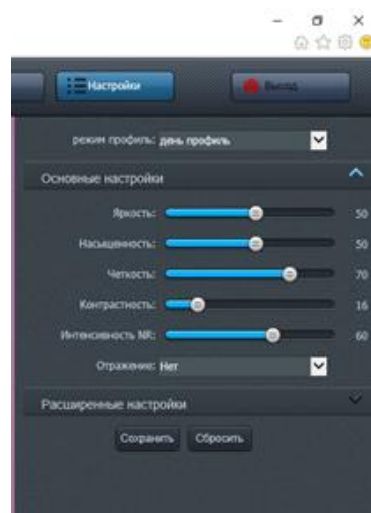 Настройки
Выход
режим профиль: день профиль
Основные настройки
Яркость: 50
Насыщенность: 50
Четкость: 70
Контрастность: 16
Интенсивность NR: 60
Отражение: Нет
Расширенные настройки
Сохранить Сбросить